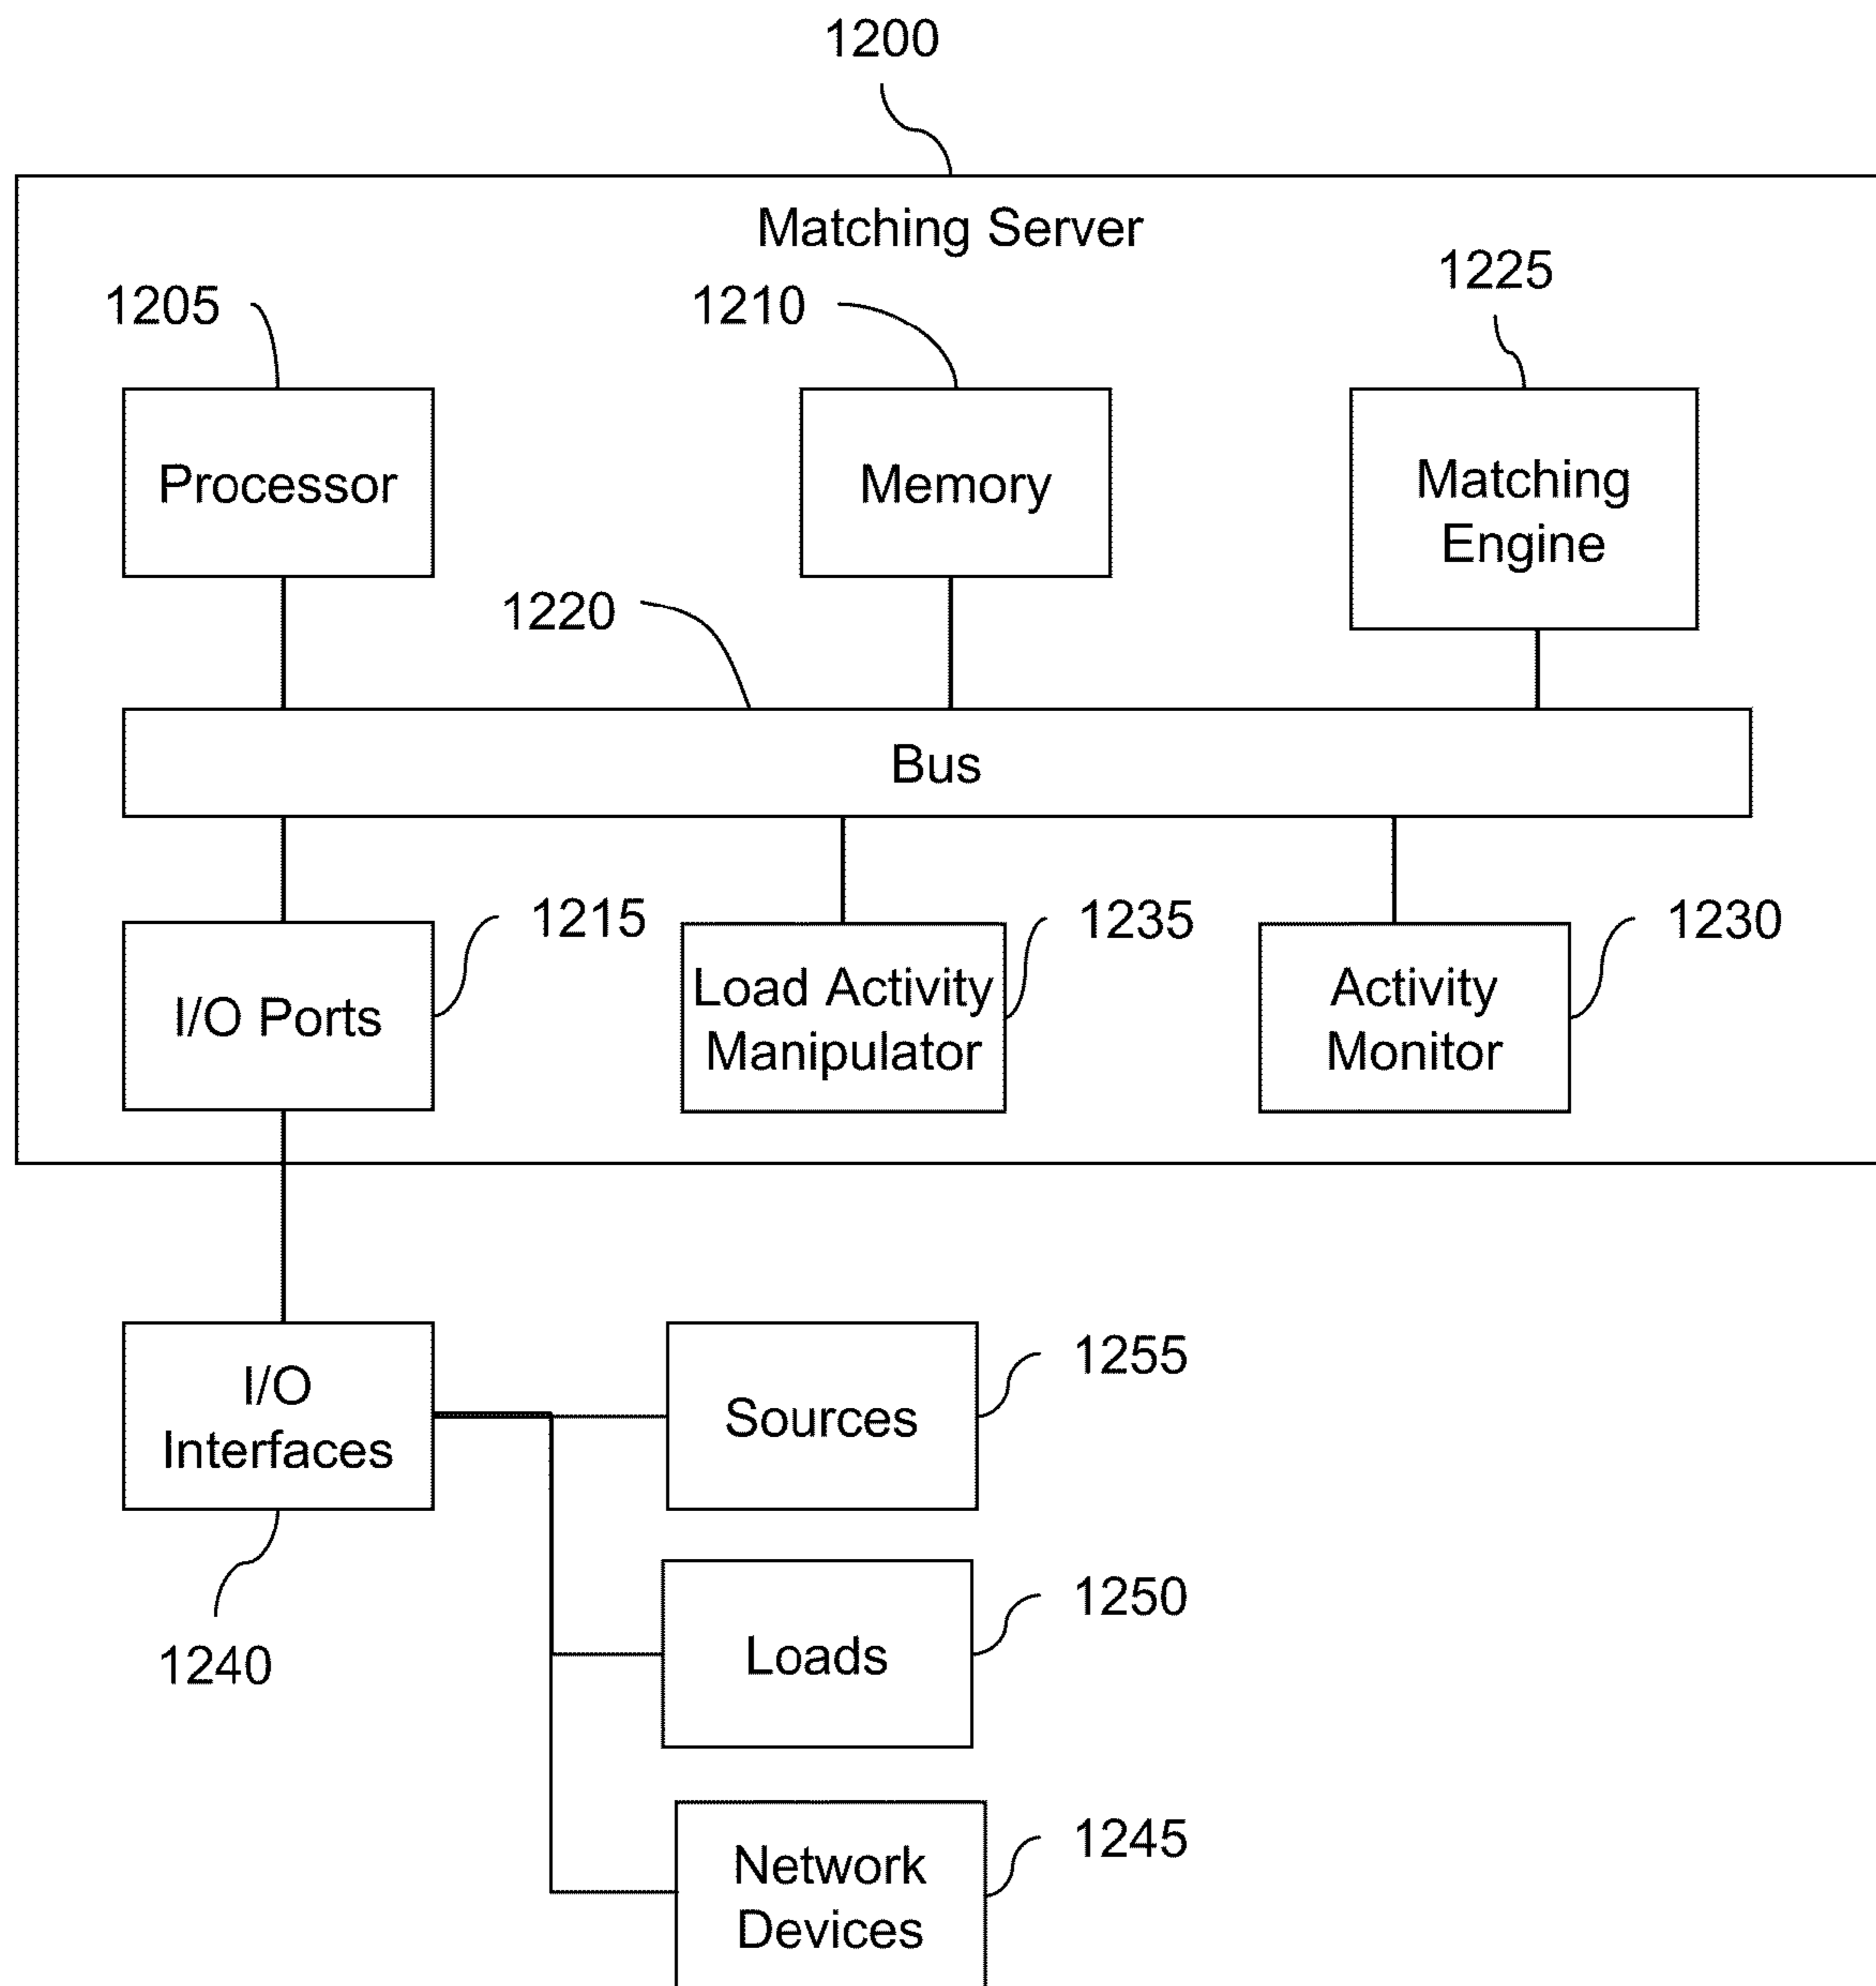 1200
Matching Server
1205
1210
1225
Processor
Memory
Matching
Engine
1220
Bus
1215
1235
1230
I/O Ports
Load Activity
Manipulator
Activity
Monitor
I/O
Interfaces
1255
Sources
1240
1250
Loads
1245
Network
Devices